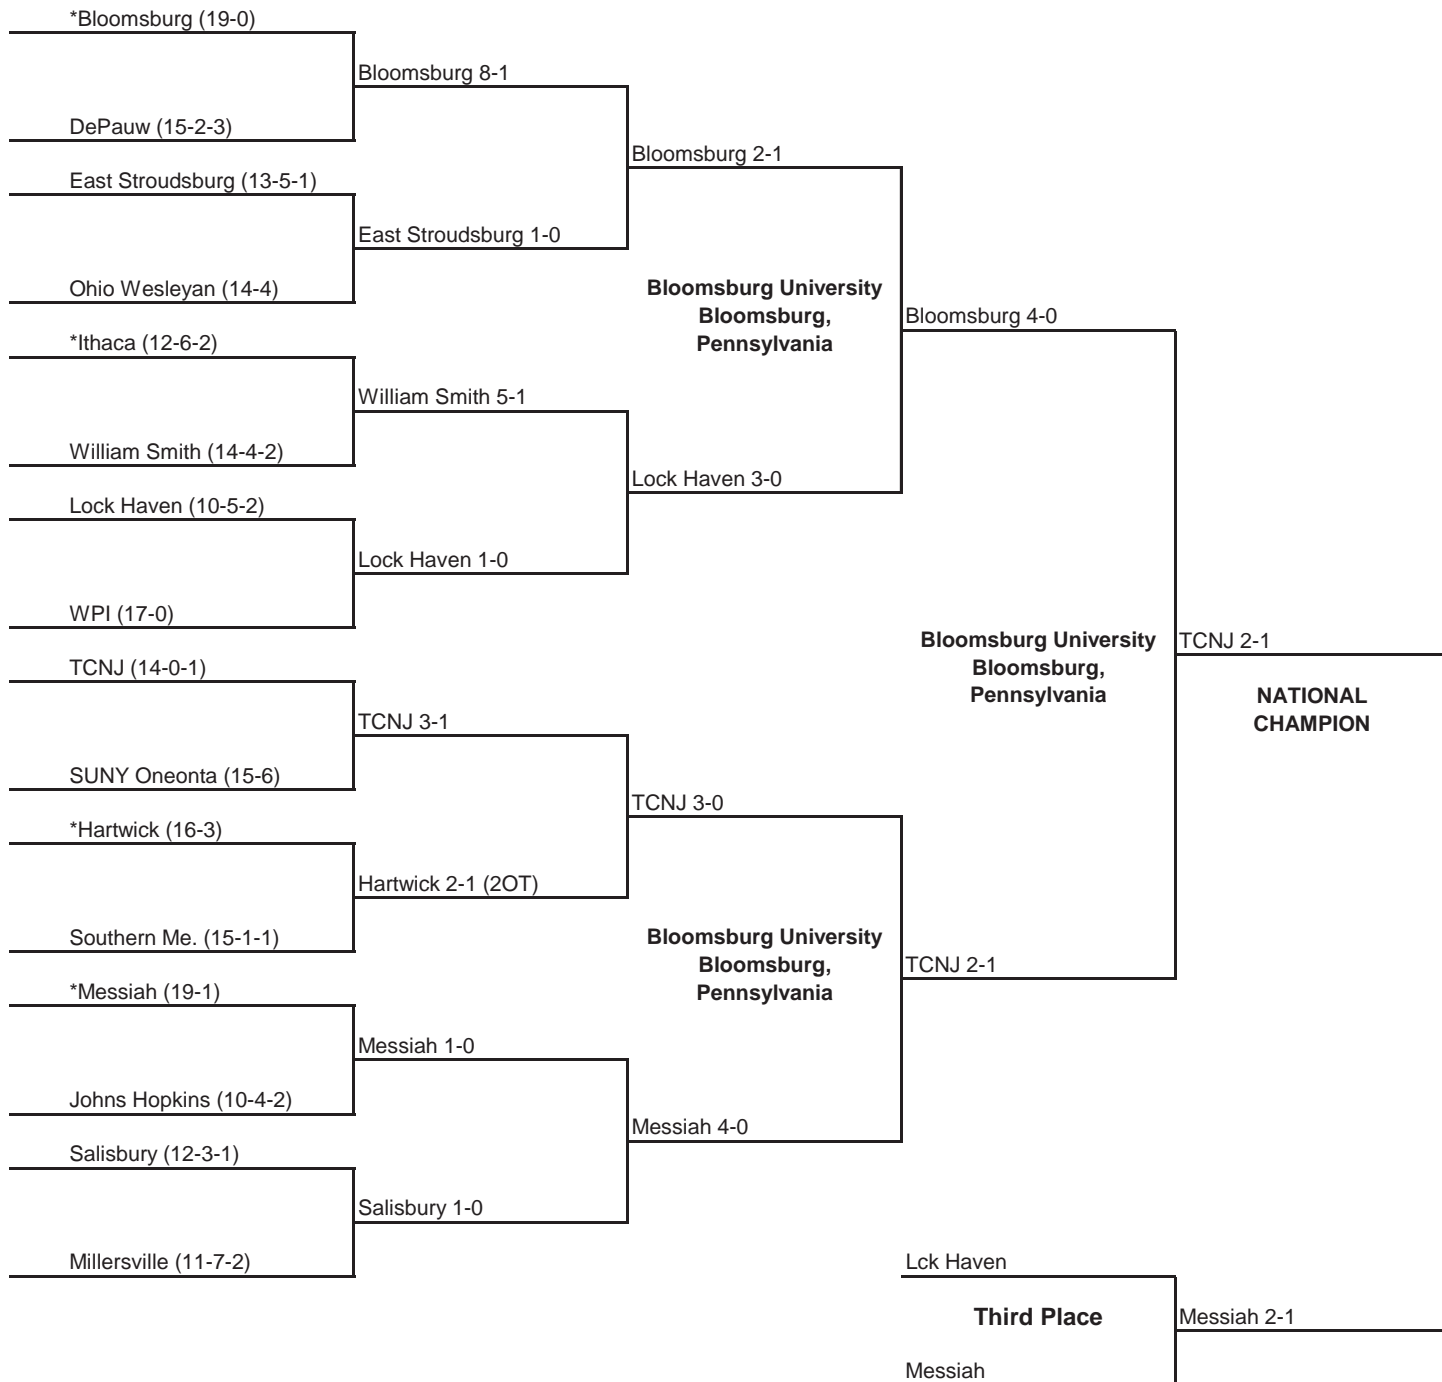 *Bloomsburg (19-0)
Bloomsburg 8-1
DePauw (15-2-3)
Bloomsburg 2-1
East Stroudsburg (13-5-1)
East Stroudsburg 1-0
Ohio Wesleyan (14-4)
Bloomsburg University
Bloomsburg,
Pennsylvania
Bloomsburg 4-0
*Ithaca (12-6-2)
William Smith 5-1
William Smith (14-4-2)
Lock Haven 3-0
Lock Haven (10-5-2)
Lock Haven 1-0
WPI (17-0)
Bloomsburg University
Bloomsburg,
Pennsylvania
TCNJ 2-1
NATIONAL
CHAMPION
TCNJ (14-0-1)
TCNJ 3-1
SUNY Oneonta (15-6)
TCNJ 3-0
*Hartwick (16-3)
Hartwick 2-1 (2OT)
Southern Me. (15-1-1)
Bloomsburg University
Bloomsburg,
Pennsylvania
TCNJ 2-1
*Messiah (19-1)
Messiah 1-0
Johns Hopkins (10-4-2)
Messiah 4-0
Salisbury (12-3-1)
Salisbury 1-0
Millersville (11-7-2)
Lck Haven
Third Place
Messiah 2-1
Messiah